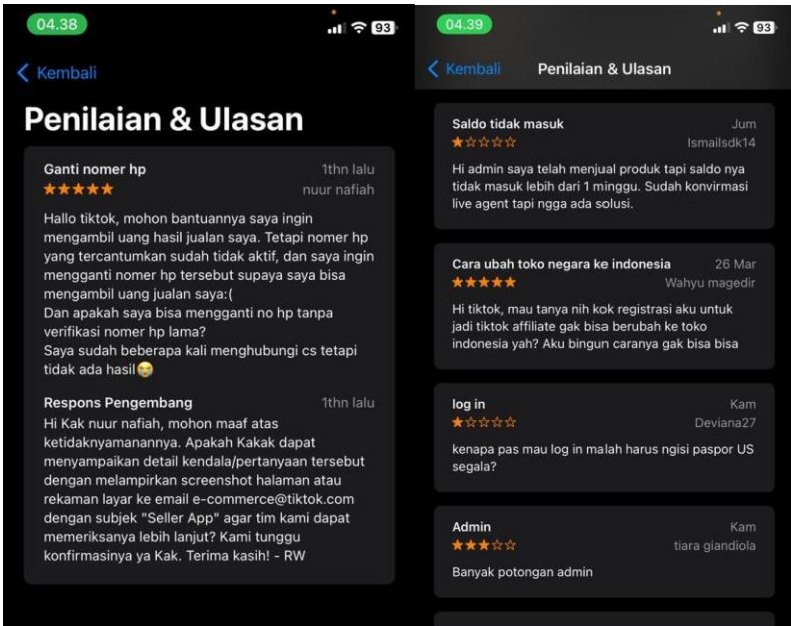 04.38
93
Kembali
Penilaian & Ulasan
Ganti nomer hp
1thn lalu
nuur nafiah
Hallo tiktok, mohon bantuannya saya ingin
mengambil uang hasil jualan saya. Tetapi nomer hp
yang tercantumkan sudah tidak aktif, dan saya ingin
mengganti nomer hp tersebut supaya saya bisa
mengambil uang jualan saya:(
Dan apakah saya bisa mengganti no hp tanpa
verifikasi nomer hp lama?
Saya sudah beberapa kali menghubungi cs tetapi
tidak ada hasil😭
Respons Pengembang
1thn lalu
Hi Kak nuur nafiah, mohon maaf atas
ketidaknyamanannya. Apakah Kakak dapat
menyampaikan detail kendala/pertanyaan tersebut
dengan melampirkan screenshot halaman atau
rekaman layar ke email e-commerce@tiktok.com
dengan subjek "Seller App" agar tim kami dapat
memeriksanya lebih lanjut? Kami tunggu
konfirmasinya ya Kak. Terima kasih! - RW
04.39
93
Kembali
Penilaian & Ulasan
Saldo tidak masuk
Jum
Ismailsdk14
Hi admin saya telah menjual produk tapi saldo nya
tidak masuk lebih dari 1 minggu. Sudah konvirmasi
live agent tapi ngga ada solusi.
Cara ubah toko negara ke indonesia
26 Mar
Wahyu magedir
Hi tiktok, mau tanya nih kok registrasi aku untuk
jadi tiktok affiliate gak bisa berubah ke toko
indonesia yah? Aku bingun caranya gak bisa bisa
log in
Kam
Deviana27
kenapa pas mau log in malah harus ngisi paspor US
segala?
Admin
Kam
tiara giandiola
Banyak potongan admin